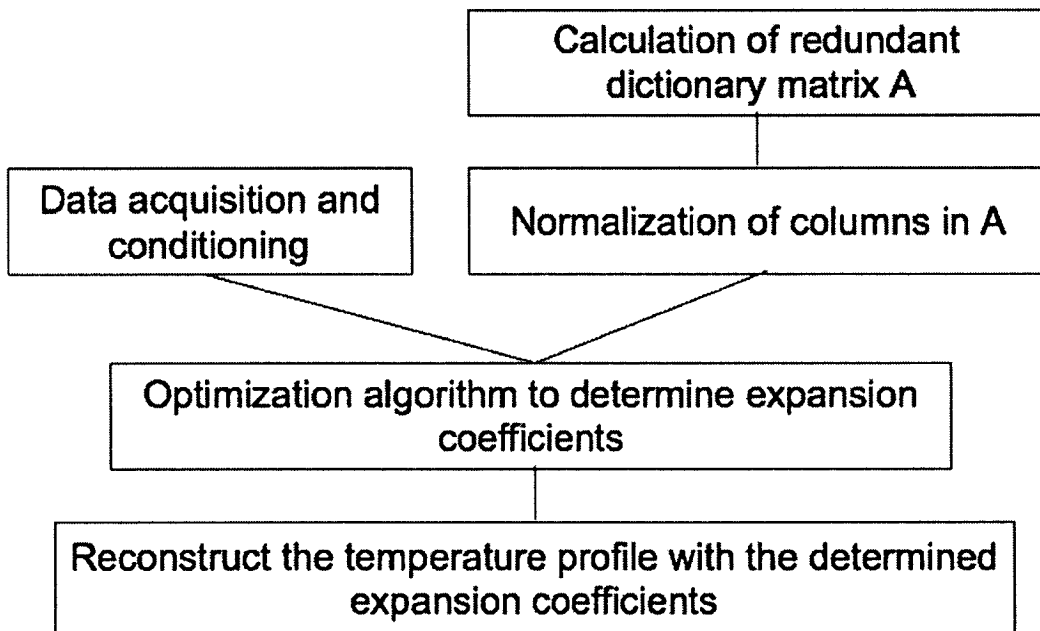 Calculation of redundant
dictionary matrix A
Data acquisition and
conditioning
Normalization of columns in A
Optimization algorithm to determine expansion
coefficients
Reconstruct the temperature profile with the determined
expansion coefficients